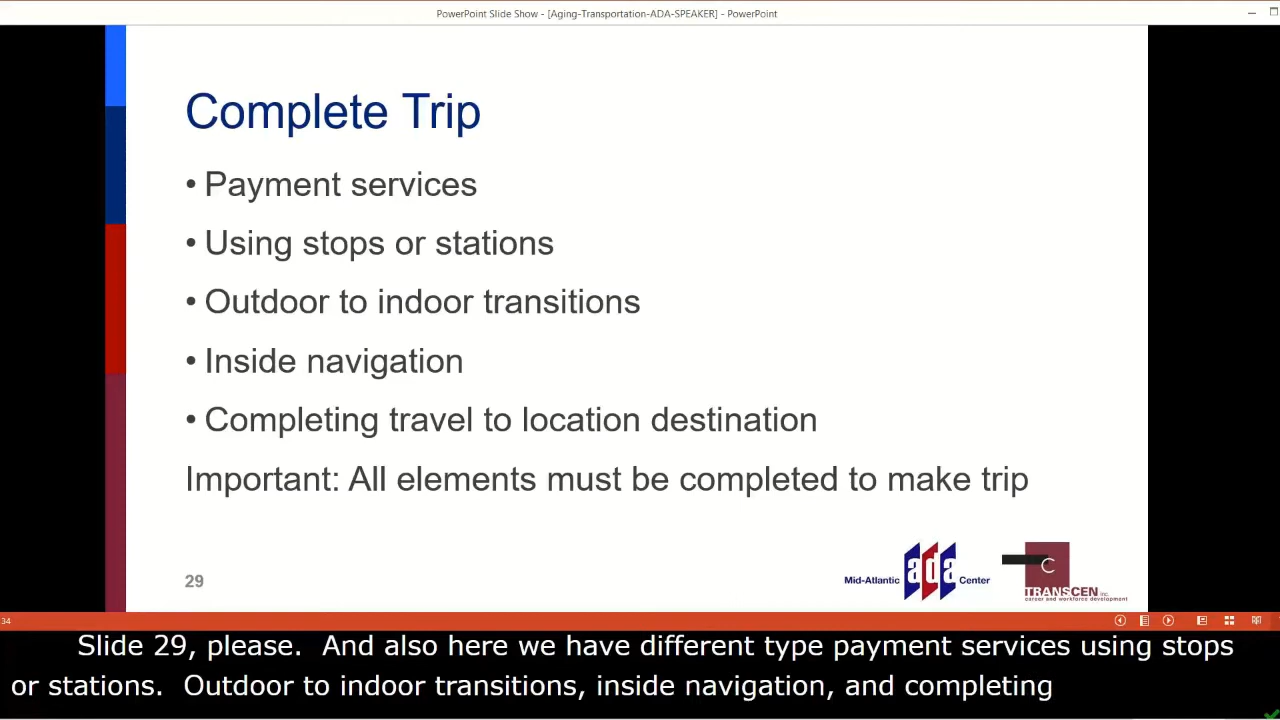 PowerPoint Slide Show - [Aging-Transportation-ADA-SPEAKER] - PowerPoint
Complete Trip
• Payment services
• Using stops or stations
• Outdoor to indoor transitions
• Inside navigation
• Completing travel to location destination
Important: All elements must be completed to make trip
29
Mid-Atlantic ada Center
C
TRANSCEN inc.
career and workforce development
34
Slide 29, please. And also here we have different type payment services using stops
or stations. Outdoor to indoor transitions, inside navigation, and completing